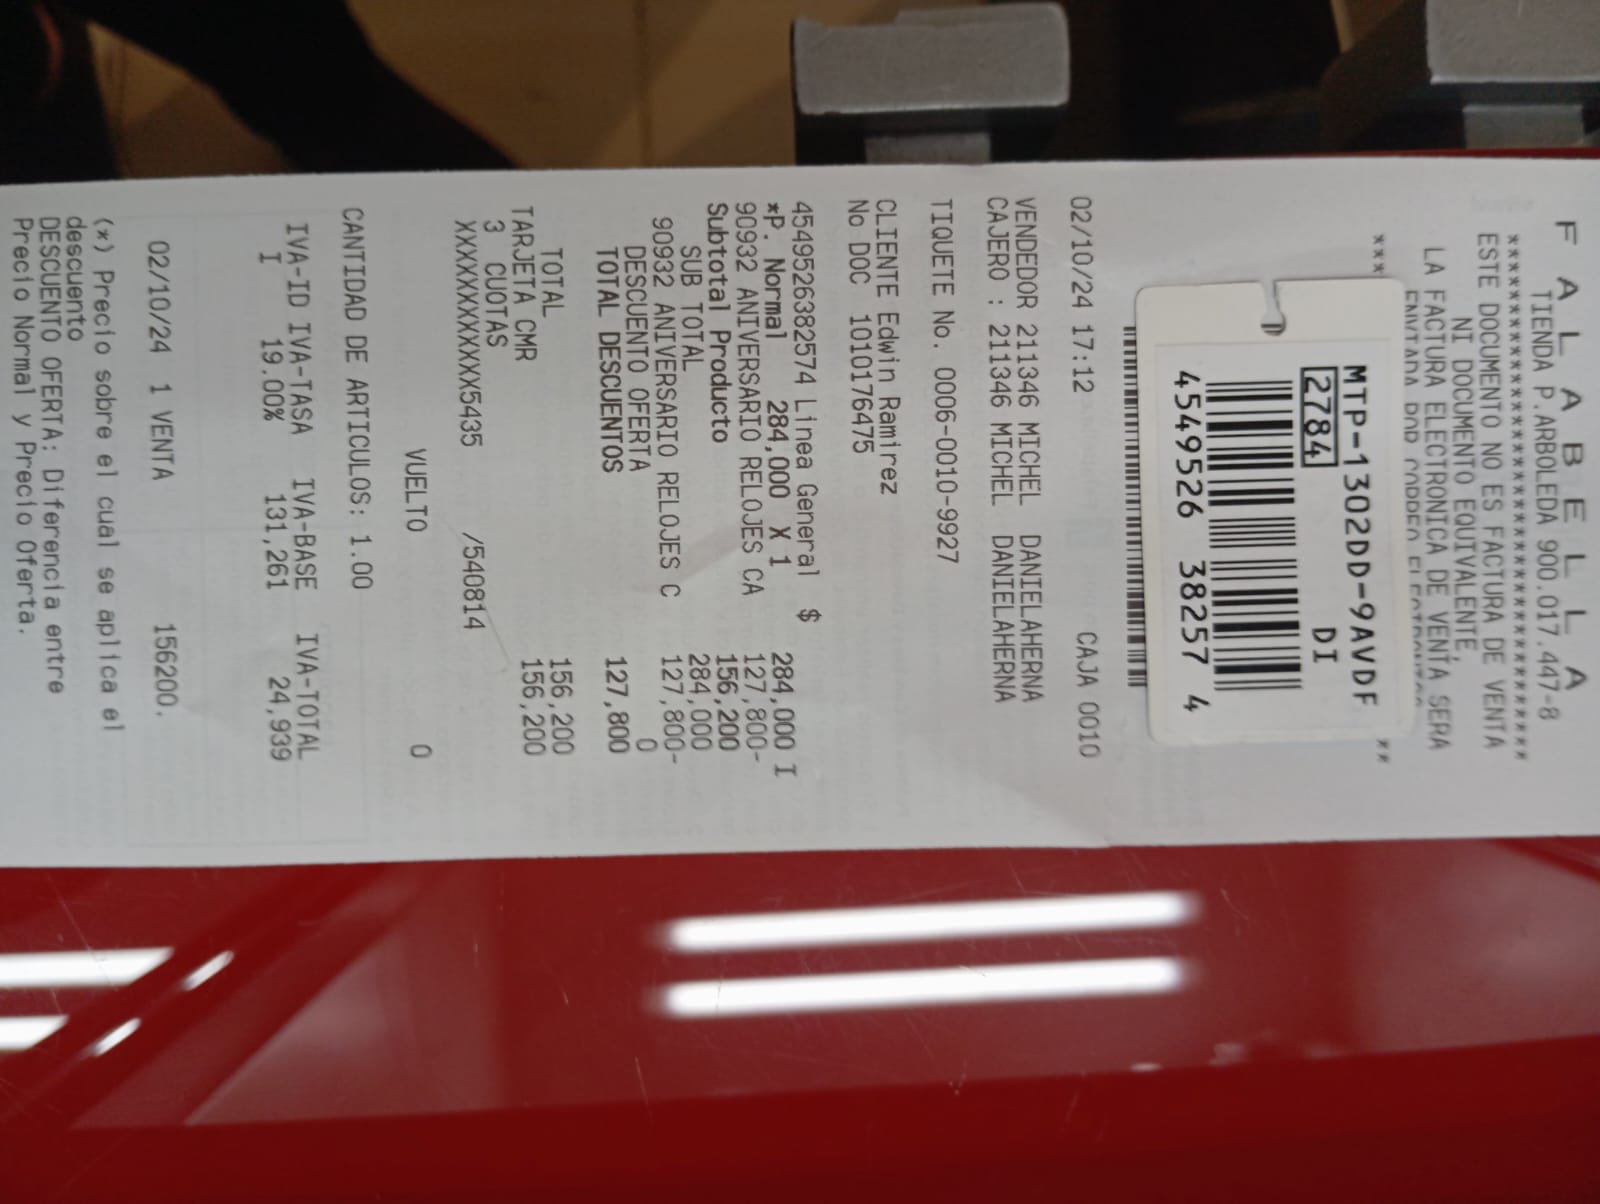 F A L A B E L L A
TIENDA P.ARBOLEDA 900.017.447-8
**************************************
ESTE DOCUMENTO NO ES FACTURA DE VENTA
NI DOCUMENTO EQUIVALENTE,
LA FACTURA ELECTRONICA DE VENTA SERA
ENVIADA POR CORREO ELECTRONICO
*** **
MTP-1302DD-9AVDF
2784 DI
4549526 38257 4
02/10/24 17:12 CAJA 0010
VENDEDOR 211346 MICHEL DANIELAHERNA
CAJERO : 211346 MICHEL DANIELAHERNA
TIQUETE No. 0006-0010-9927
CLIENTE Edwin Ramirez
No DOC 1010176475
4549526382574 Linea General $ 284,000 I
*P. Normal 284,000 X 1
90932 ANIVERSARIO RELOJES CA 127,800-
Subtotal Producto 156,200
SUB TOTAL 284,000
90932 ANIVERSARIO RELOJES C 127,800-
DESCUENTO OFERTA 0
TOTAL DESCUENTOS 127,800
TOTAL 156,200
TARJETA CMR 156,200
3 CUOTAS
XXXXXXXXXXXX5435 /540814
VUELTO 0
CANTIDAD DE ARTICULOS: 1.00
IVA-ID IVA-TASA IVA-BASE IVA-TOTAL
I 19.00% 131,261 24,939
02/10/24 1 VENTA 156200.
(*) Precio sobre el cual se aplica el
descuento
DESCUENTO OFERTA: Diferencia entre
Precio Normal y Precio Oferta.